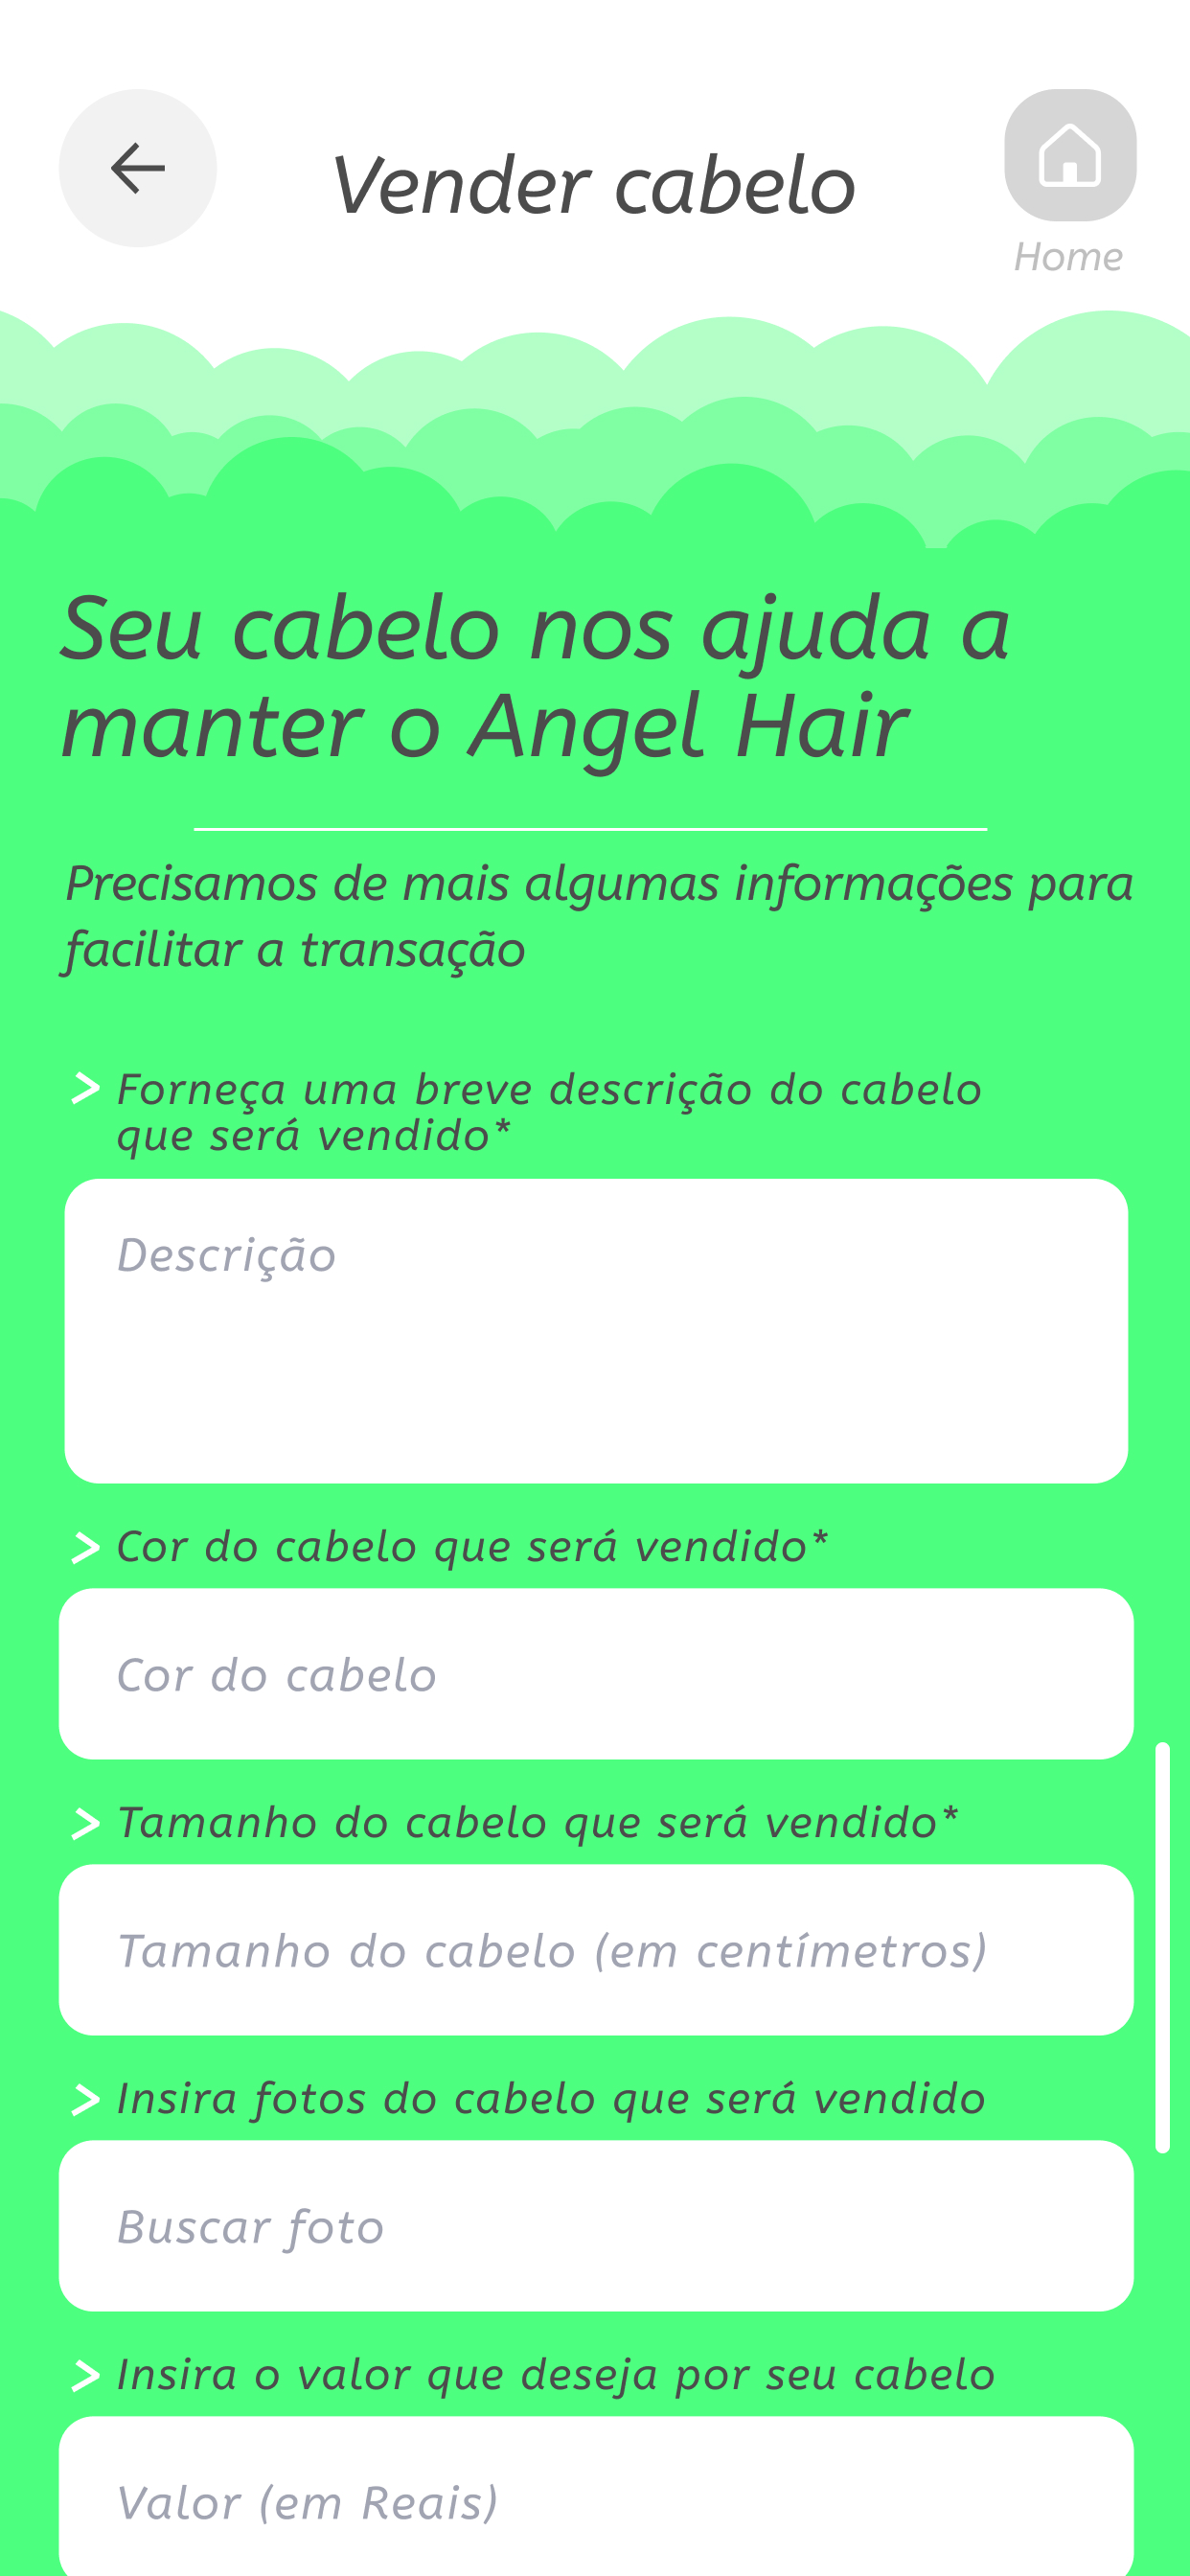 Vender cabelo
Home
Seu cabelo nos ajuda a
manter o Angel Hair
Precisamos de mais algumas informações para
facilitar a transação
> Forneça uma breve descrição do cabelo
que será vendido*
Descrição
> Cor do cabelo que será vendido*
Cor do cabelo
> Tamanho do cabelo que será vendido*
Tamanho do cabelo (em centímetros)
> Insira fotos do cabelo que será vendido
Buscar foto
> Insira o valor que deseja por seu cabelo
Valor (em Reais)